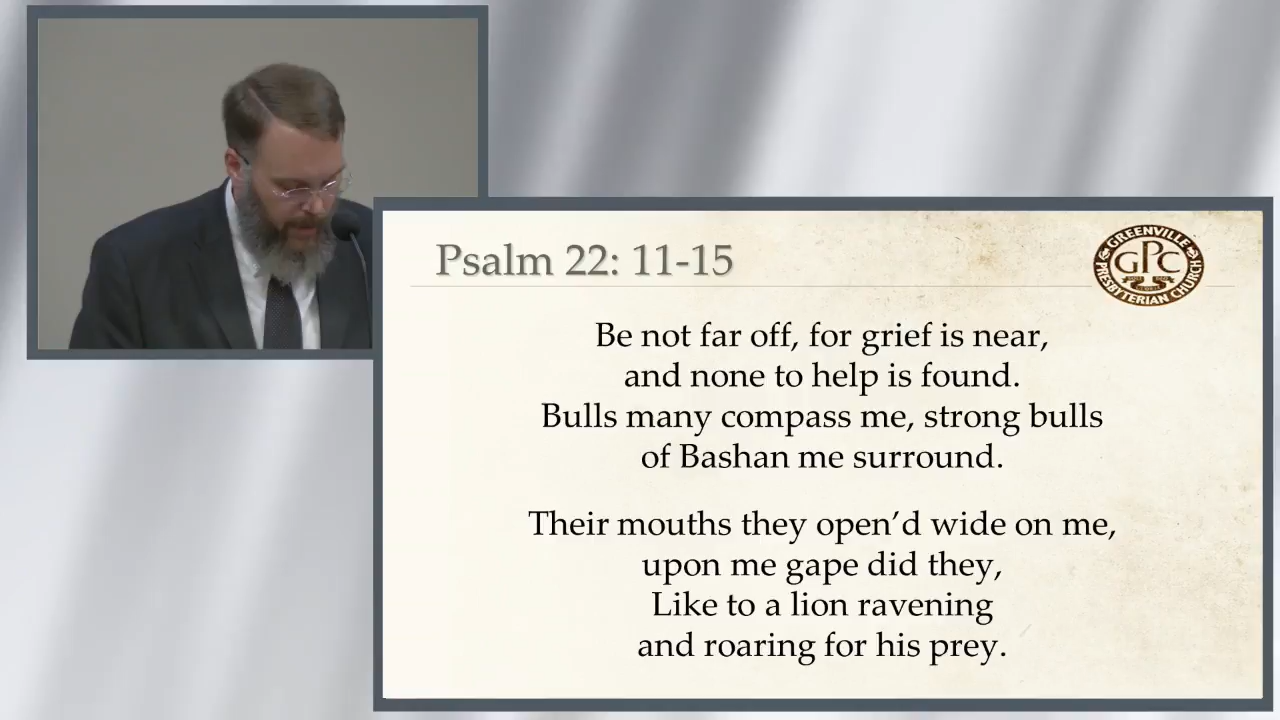 Psalm 22: 11-15
GREENVILLE
GPC
PRESBYTERIAN CHURCH
Be not far off, for grief is near,
and none to help is found.
Bulls many compass me, strong bulls
of Bashan me surround.
Their mouths they open’d wide on me,
upon me gape did they,
Like to a lion ravening
and roaring for his prey.